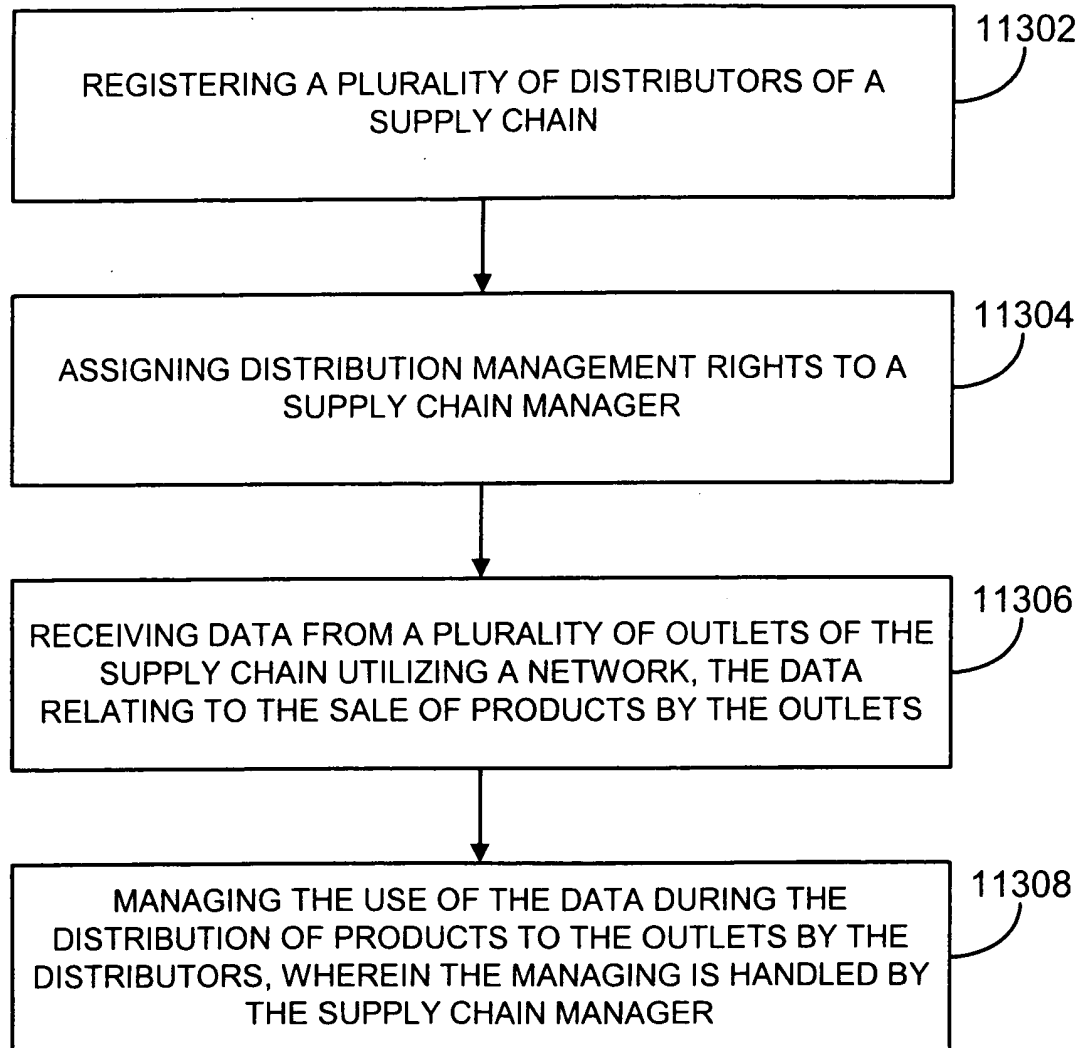 11302
REGISTERING A PLURALITY OF DISTRIBUTORS OF A
SUPPLY CHAIN
11304
ASSIGNING DISTRIBUTION MANAGEMENT RIGHTS TO A
SUPPLY CHAIN MANAGER
11306
RECEIVING DATA FROM A PLURALITY OF OUTLETS OF THE
SUPPLY CHAIN UTILIZING A NETWORK, THE DATA
RELATING TO THE SALE OF PRODUCTS BY THE OUTLETS
11308
MANAGING THE USE OF THE DATA DURING THE
DISTRIBUTION OF PRODUCTS TO THE OUTLETS BY THE
DISTRIBUTORS, WHEREIN THE MANAGING IS HANDLED BY
THE SUPPLY CHAIN MANAGER